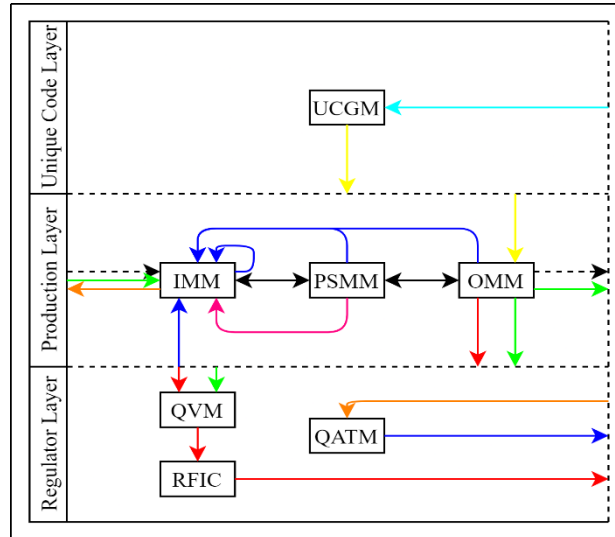 Unique Code Layer
UCGM
Production Layer
IMM
PSMM
OMM
Regulator Layer
QVM
QATM
RFIC